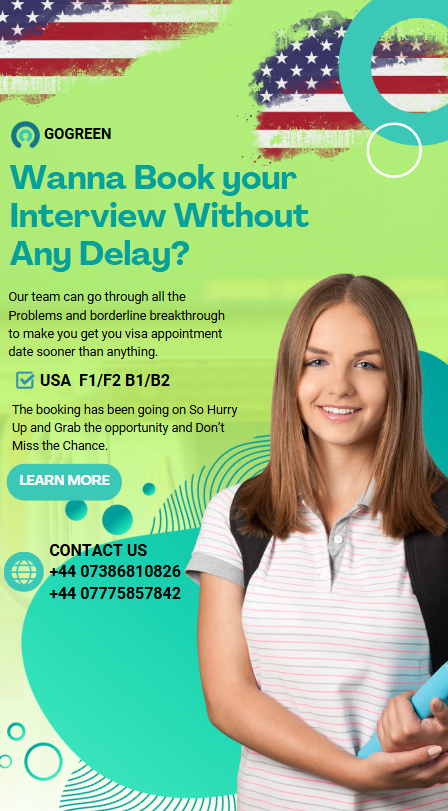 GOGREEN
Wanna Book your
Interview Without
Any Delay?
Our team can go through all the
Problems and borderline breakthrough
to make you get you visa appointment
date sooner than anything.
USA F1/F2 B1/B2
The booking has been going on So Hurry
Up and Grab the opportunity and Don't
Miss the Chance.
LEARN MORE
CONTACT US
+44 07386810826
+44 07775857842